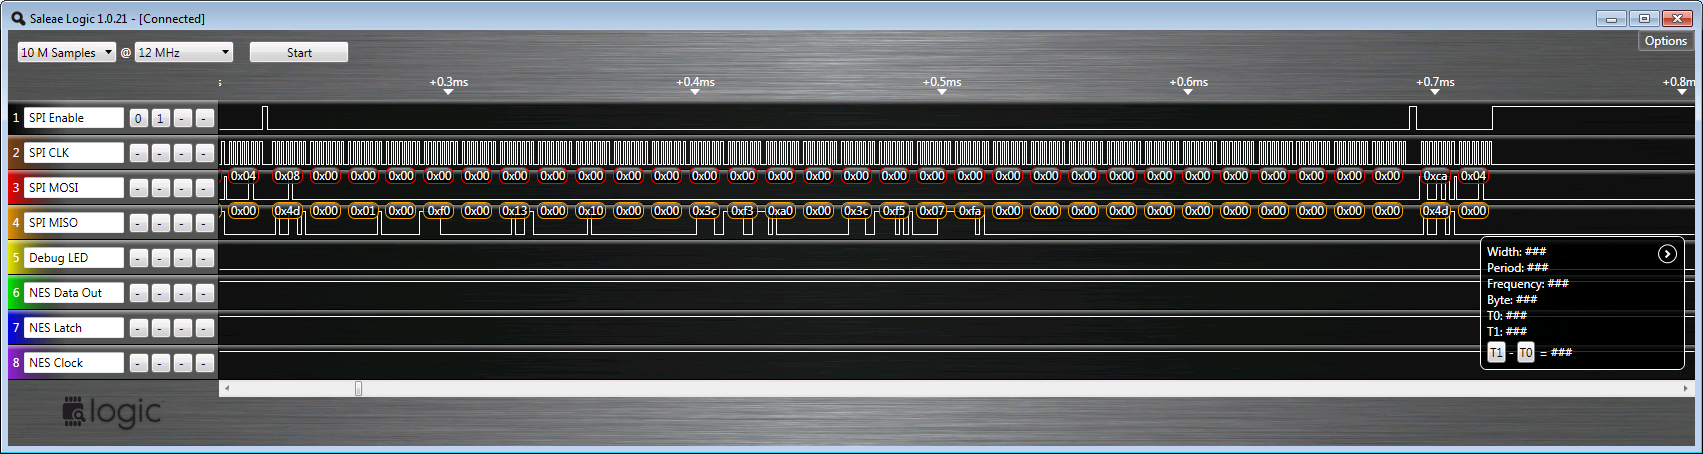 Saleae Logic 1.0.21 - [Connected]
Options
10 M Samples @ 12 MHz Start
s +0.3ms +0.4ms +0.5ms +0.6ms +0.7ms +0.8m
1 SPI Enable 0 1 - -
2 SPI CLK - - - -
3 SPI MOSI - - - - 0x04 0x08 0x00 0x00 0x00 0x00 0x00 0x00 0x00 0x00 0x00 0x00 0x00 0x00 0x00 0x00 0x00 0x00 0x00 0x00 0x00 0x00 0x00 0x00 0x00 0x00 0x00 0x00 0x00 0x00 0x00 0xca 0x04
4 SPI MISO - - - - 0x00 0x4d 0x00 0x01 0x00 0xf0 0x00 0x13 0x00 0x10 0x00 0x00 0x3c 0xf3 0xa0 0x00 0x3c 0xf5 0x07 0xfa 0x00 0x00 0x00 0x00 0x00 0x00 0x00 0x00 0x00 0x00 0x00 0x4d 0x00
5 Debug LED - - - -
6 NES Data Out - - - -
7 NES Latch - - - -
8 NES Clock - - - -
Width: ###
Period: ###
Frequency: ###
Byte: ###
T0: ###
T1: ###
T1 - T0 = ###
logic